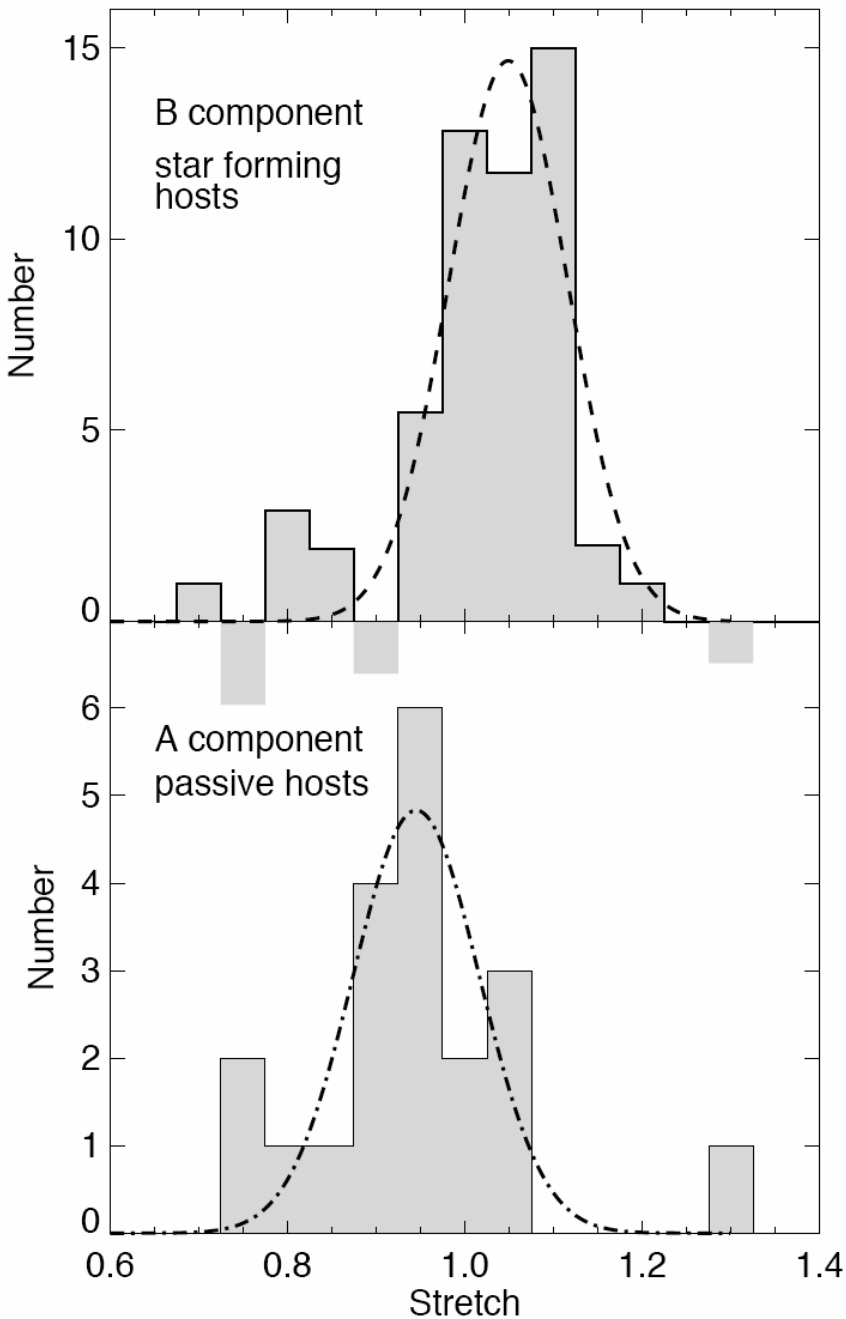 15
B component
star forming
hosts
10
Number
5
0
6
A component
passive hosts
5
4
Number
3
2
1
0
0.6 0.8 1.0 1.2 1.4
Stretch